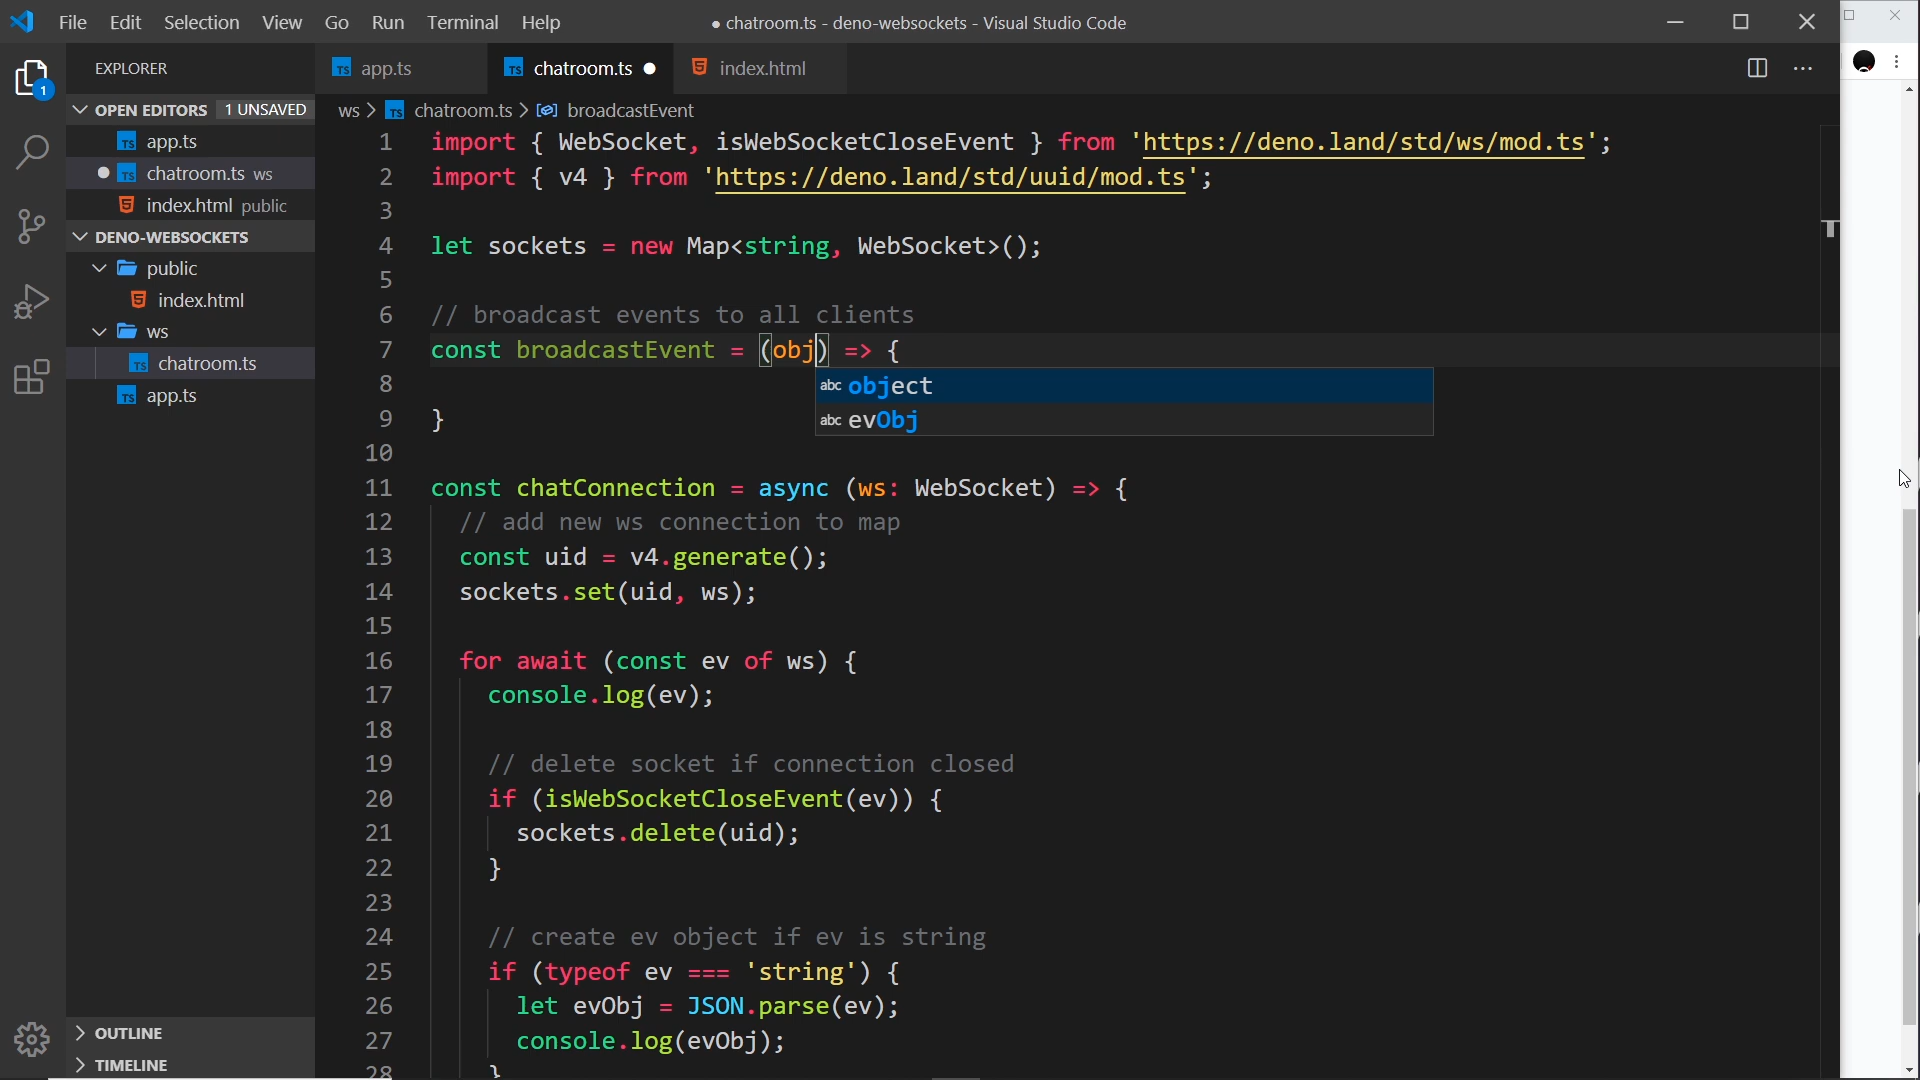 File Edit Selection View Go Run Terminal Help
● chatroom.ts - deno-websockets - Visual Studio Code
EXPLORER
1
OPEN EDITORS 1 UNSAVED
TS app.ts
● TS chatroom.ts ws
index.html public
DENO-WEBSOCKETS
public
index.html
ws
TS chatroom.ts
TS app.ts
OUTLINE
TIMELINE
TS app.ts
TS chatroom.ts ●
index.html
ws > TS chatroom.ts > broadcastEvent
1 import { WebSocket, isWebSocketCloseEvent } from 'https://deno.land/std/ws/mod.ts';
2 import { v4 } from 'https://deno.land/std/uuid/mod.ts';
3
4 let sockets = new Map<string, WebSocket>();
5
6 // broadcast events to all clients
7 const broadcastEvent = (obj) => {
abc object
8
abc evObj
9 }
10
11 const chatConnection = async (ws: WebSocket) => {
12 // add new ws connection to map
13 const uid = v4.generate();
14 sockets.set(uid, ws);
15
16 for await (const ev of ws) {
17 console.log(ev);
18
19 // delete socket if connection closed
20 if (isWebSocketCloseEvent(ev)) {
21 sockets.delete(uid);
22 }
23
24 // create ev object if ev is string
25 if (typeof ev === 'string') {
26 let evObj = JSON.parse(ev);
27 console.log(evObj);
28 }